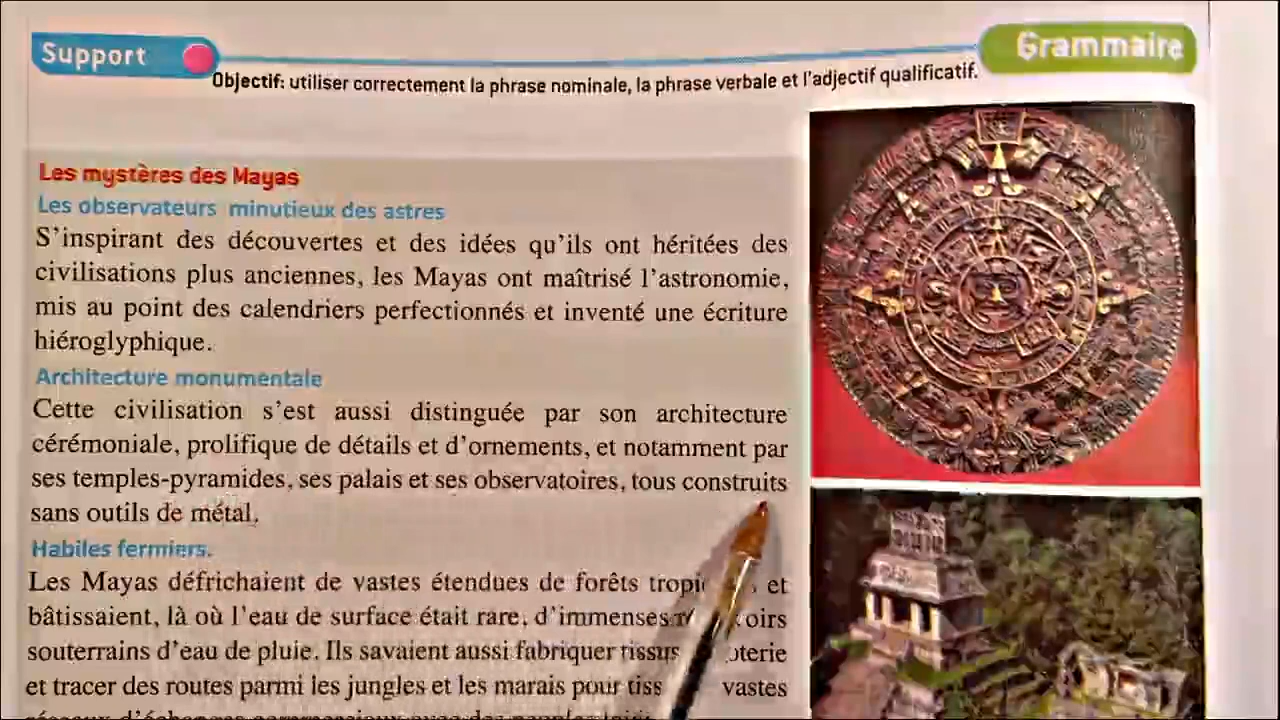 Support
Grammaire
Objectif: utiliser correctement la phrase nominale, la phrase verbale et l'adjectif qualificatif.
Les mystères des Mayas
Les observateurs minutieux des astres
S'inspirant des découvertes et des idées qu'ils ont héritées des
civilisations plus anciennes, les Mayas ont maîtrisé l'astronomie,
mis au point des calendriers perfectionnés et inventé une écriture
hiéroglyphique.
Architecture monumentale
Cette civilisation s'est aussi distinguée par son architecture
cérémoniale, prolifique de détails et d'ornements, et notamment par
ses temples-pyramides, ses palais et ses observatoires, tous construits
sans outils de métal.
Habiles fermiers.
Les Mayas défrichaient de vastes étendues de forêts et
bâtissaient, là où l'eau de surface était rare, d'immenses
souterrains d'eau de pluie. Ils savaient aussi fabriquer tissus
et tracer des routes parmi les jungles et les marais pour vastes